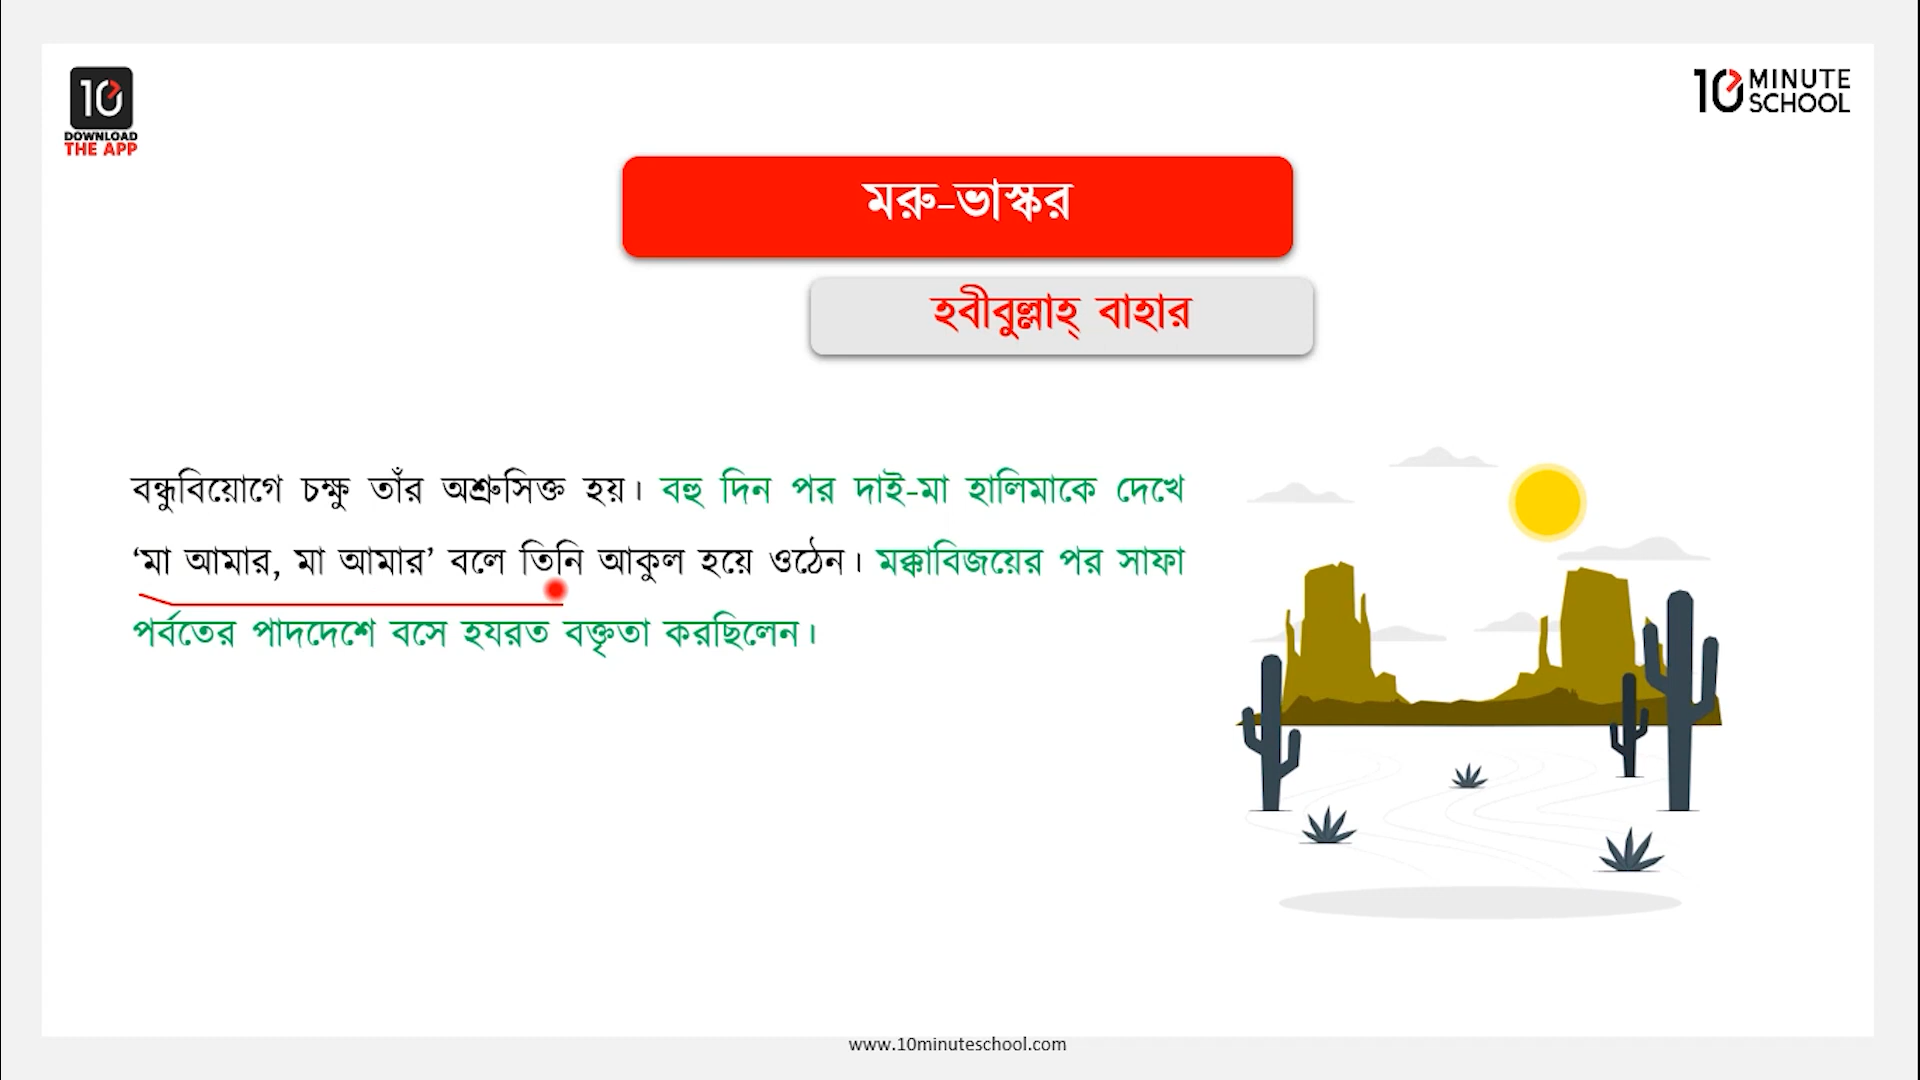 10
DOWNLOAD
THE APP
10 MINUTE
SCHOOL
মরু-ভাস্কর
হবীবুল্লাহ্ বাহার
বন্ধুবিয়োগে চক্ষু তাঁর অশ্রুসিক্ত হয়। বহু দিন পর দাই-মা হালিমাকে দেখে
‘মা আমার, মা আমার’ বলে তিনি আকুল হয়ে ওঠেন। মক্কাবিজয়ের পর সাফা
পর্বতের পাদদেশে বসে হযরত বক্তৃতা করছিলেন।
www.10minuteschool.com